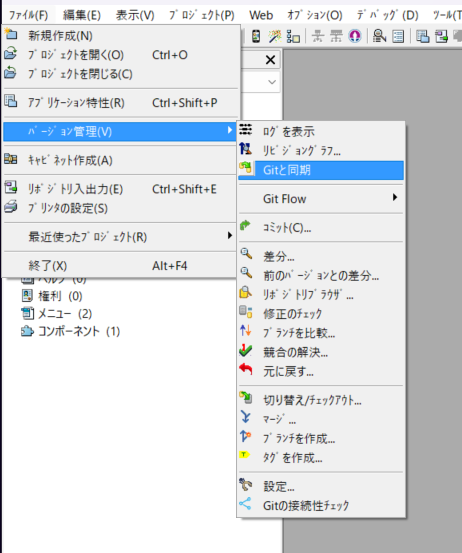 ファイル(F) 編集(E) 表示(V) プロジェクト(P) Web オプション(O) デバッグ(D) ツール(T
新規作成(N)
プロジェクトを開く(O) Ctrl+O
プロジェクトを閉じる(C)
アプリケーション特性(R) Ctrl+Shift+P
バージョン管理(V)
キャビネット作成(A)
リポジトリ入出力(E) Ctrl+Shift+E
プリンタの設定(S)
最近使ったプロジェクト(R)
終了(X) Alt+F4
ログを表示
リビジョングラフ...
Gitと同期
Git Flow
コミット(C)...
差分...
前のバージョンとの差分...
リポジトリブラウザ...
修正のチェック
ブランチを比較...
競合の解決...
元に戻す...
切り替え/チェックアウト...
マージ...
ブランチを作成...
タグを作成...
設定...
Gitの接続性チェック
ヘルプ (0)
権利 (0)
メニュー (2)
コンポーネント (1)